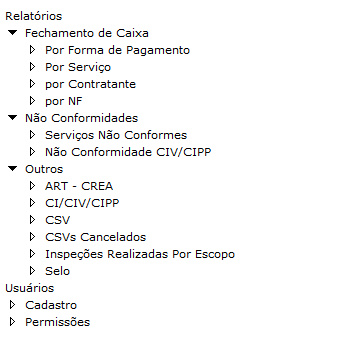 Relatórios
Fechamento de Caixa
Por Forma de Pagamento
Por Serviço
por Contratante
por NF
Não Conformidades
Serviços Não Conformes
Não Conformidade CIV/CIPP
Outros
ART - CREA
CI/CIV/CIPP
CSV
CSVs Cancelados
Inspeções Realizadas Por Escopo
Selo
Usuários
Cadastro
Permissões